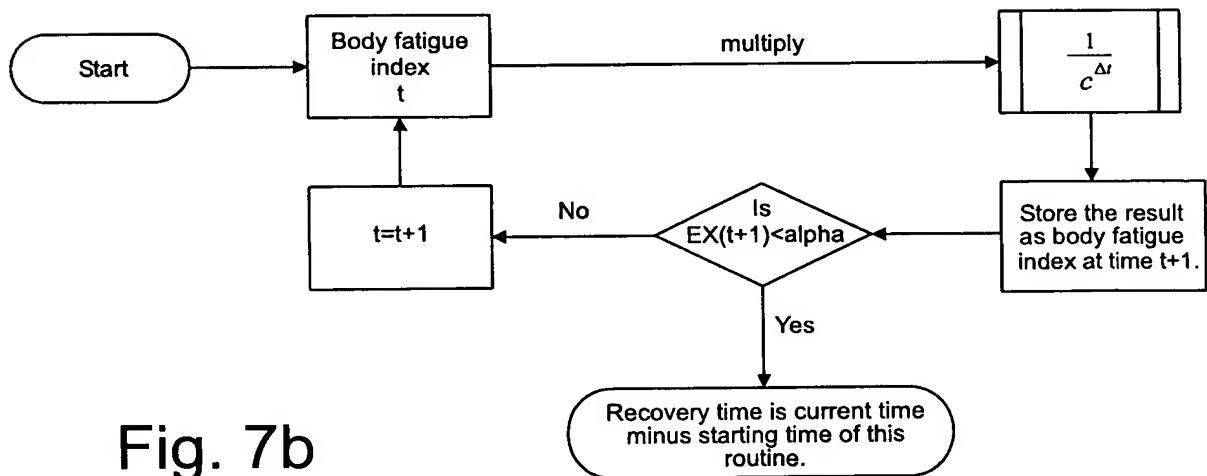 Start
Body fatigue
index
t
multiply
1
c^Δt
Store the result
as body fatigue
index at time t+1.
Is
EX(t+1)<alpha
No
t=t+1
Yes
Recovery time is current time
minus starting time of this
routine.
Fig. 7b